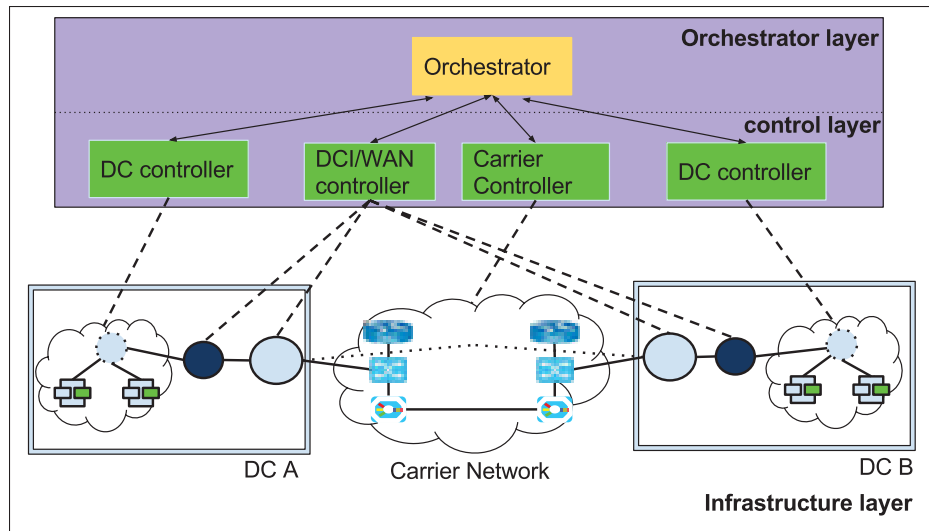 Orchestrator layer
Orchestrator
control layer
DC controller
DCI/WAN
controller
Carrier
Controller
DC controller
DC A
Carrier Network
DC B
Infrastructure layer